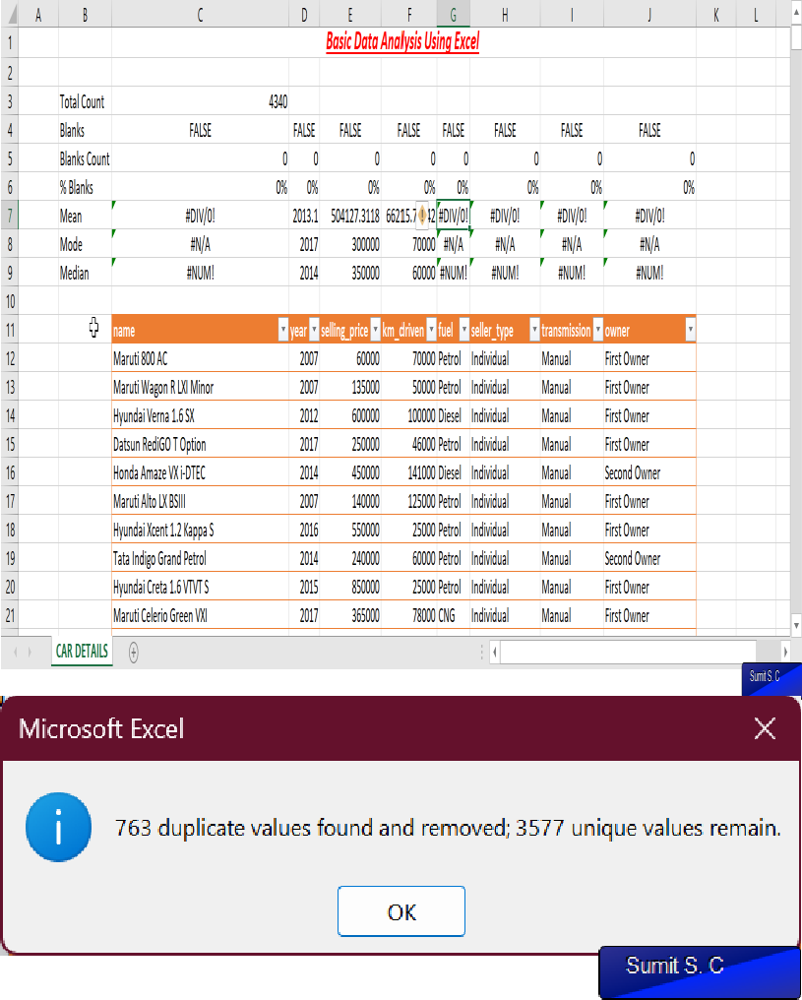 A B C D E F G H I J K L
1 Basic Data Analysis Using Excel
2
3 Total Count 4340
4 Blanks FALSE FALSE FALSE FALSE FALSE FALSE FALSE FALSE
5 Blanks Count 0 0 0 0 0 0 0 0
6 % Blanks 0% 0% 0% 0% 0% 0% 0% 0%
7 Mean #DIV/0! 2013.1 504127.3118 66215.7 42 #DIV/0! #DIV/0! #DIV/0! #DIV/0!
8 Mode #N/A 2017 300000 70000 #N/A #N/A #N/A #N/A
9 Median #NUM! 2014 350000 60000 #NUM! #NUM! #NUM! #NUM!
10
11 name year selling_price km_driven fuel seller_type transmission owner
12 Maruti 800 AC 2007 60000 70000 Petrol Individual Manual First Owner
13 Maruti Wagon R LXI Minor 2007 135000 50000 Petrol Individual Manual First Owner
14 Hyundai Verna 1.6 SX 2012 600000 100000 Diesel Individual Manual First Owner
15 Datsun RediGO T Option 2017 250000 46000 Petrol Individual Manual First Owner
16 Honda Amaze VX i-DTEC 2014 450000 141000 Diesel Individual Manual Second Owner
17 Maruti Alto LX BSIII 2007 140000 125000 Petrol Individual Manual First Owner
18 Hyundai Xcent 1.2 Kappa S 2016 550000 25000 Petrol Individual Manual First Owner
19 Tata Indigo Grand Petrol 2014 240000 60000 Petrol Individual Manual Second Owner
20 Hyundai Creta 1.6 VTVT S 2015 850000 25000 Petrol Individual Manual First Owner
21 Maruti Celerio Green VXI 2017 365000 78000 CNG Individual Manual First Owner
CAR DETAILS
Sumit S. C
Microsoft Excel
763 duplicate values found and removed; 3577 unique values remain.
OK
Sumit S. C